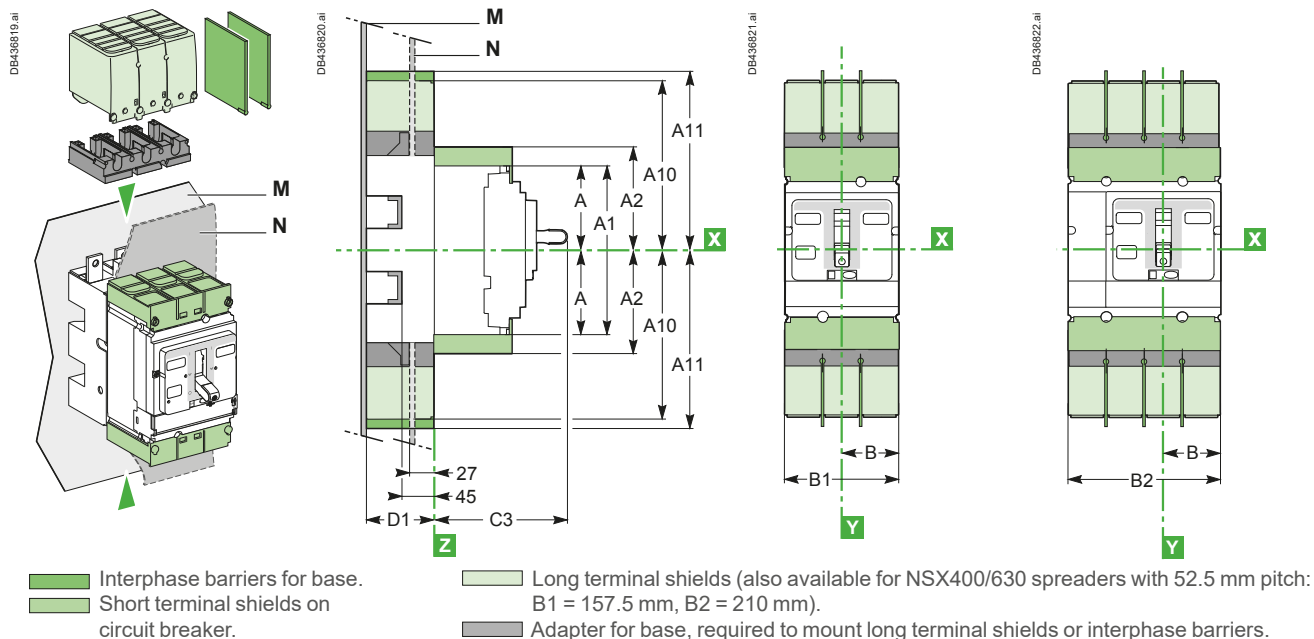 DB436819.ai
M
N
DB436820.ai
M
N
A11
A10
A2
A
A1
X
A
A2
A10
A11
27
45
D1
C3
Z
DB436821.ai
X
B
B1
Y
DB436822.ai
X
B
B2
Y
Interphase barriers for base.
Short terminal shields on
circuit breaker.
Long terminal shields (also available for NSX400/630 spreaders with 52.5 mm pitch:
B1 = 157.5 mm, B2 = 210 mm).
Adapter for base, required to mount long terminal shields or interphase barriers.